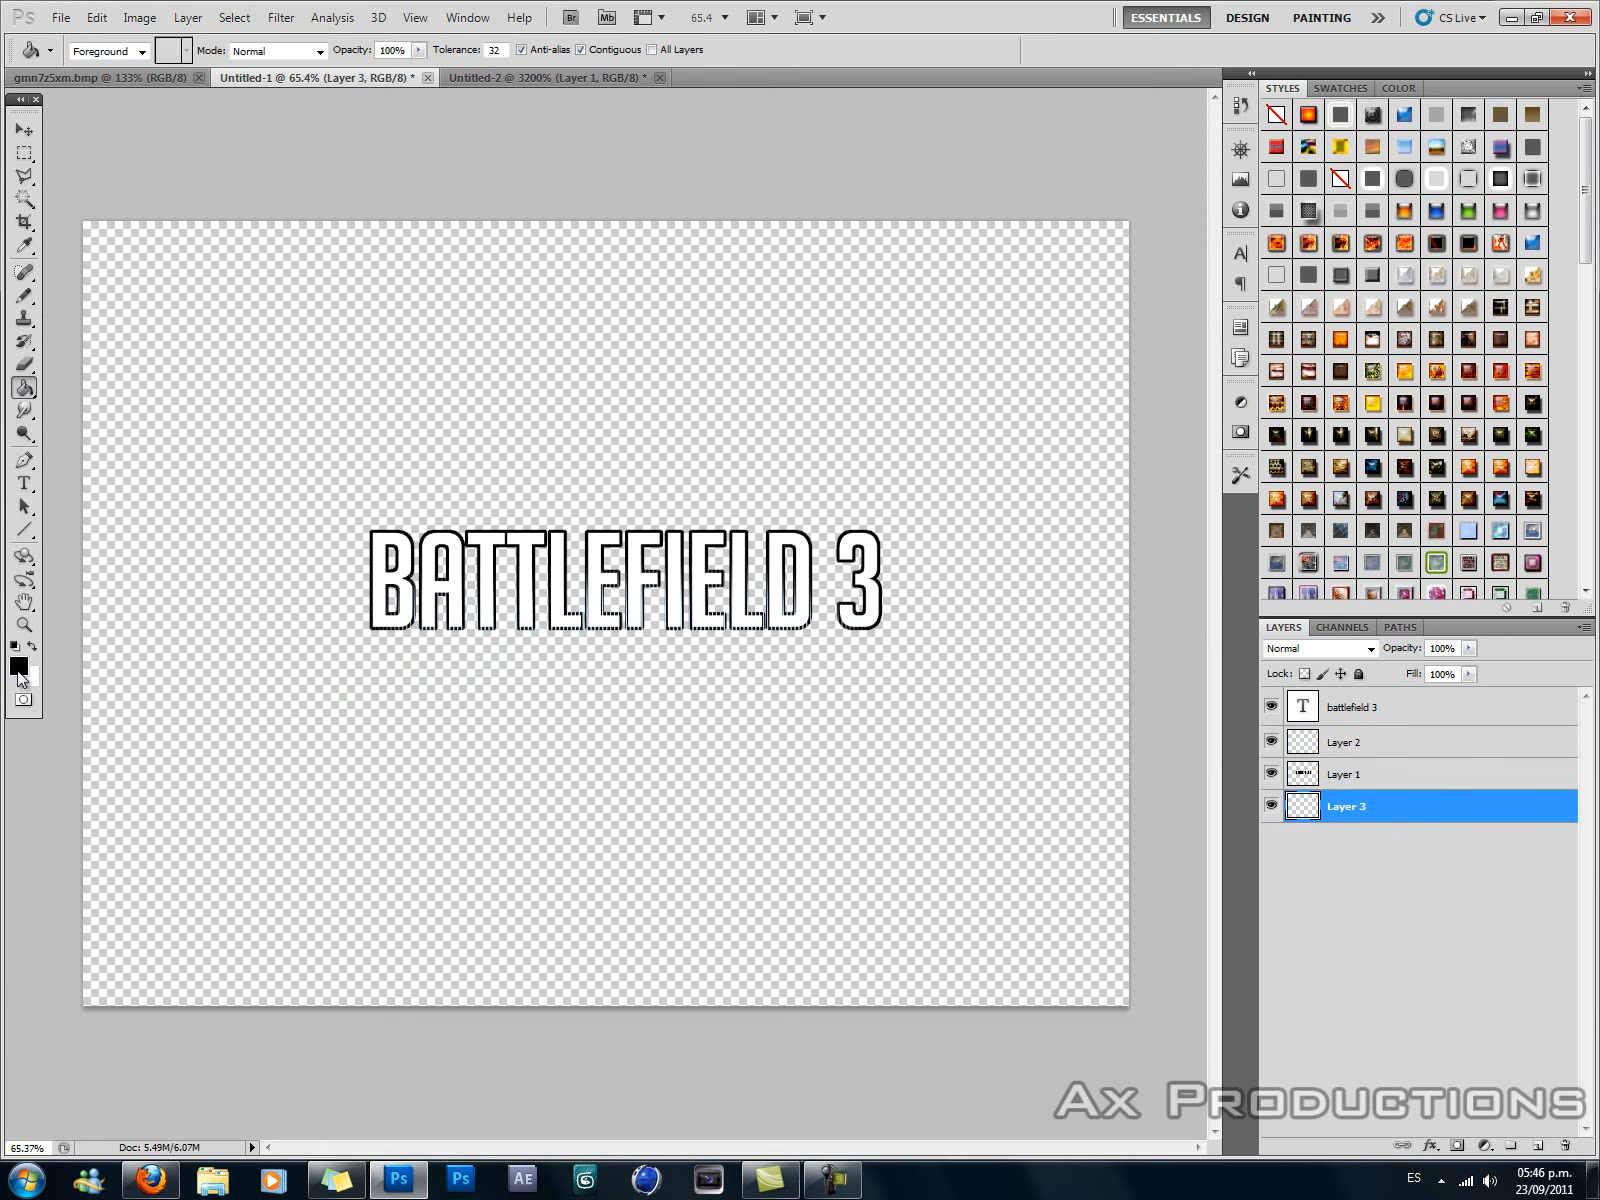 Ps File Edit Image Layer Select Filter Analysis 3D View Window Help Br Mb 65.4 ESSENTIALS DESIGN PAINTING CS Live
Foreground Mode: Normal Opacity: 100% Tolerance: 32 Anti-alias Contiguous All Layers
gmn7z5xm.bmp @ 133% (RGB/8) Untitled-1 @ 65.4% (Layer 3, RGB/8) * Untitled-2 @ 3200% (Layer 1, RGB/8) *
STYLES SWATCHES COLOR
BATTLEFIELD 3
LAYERS CHANNELS PATHS
Normal Opacity: 100%
Lock: Fill: 100%
T battlefield 3
Layer 2
Layer 1
Layer 3
Ax Productions
65.37% Doc: 5.49M/6.07M
Ps Ps AE ES 05:46 p.m.
23/09/2011